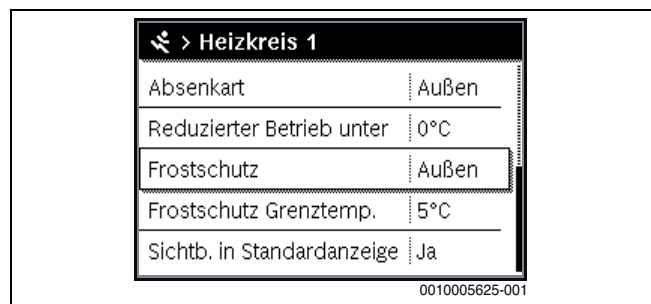 > Heizkreis 1
Absenkart Außen
Reduzierter Betrieb unter 0°C
Frostschutz Außen
Frostschutz Grenztemp. 5°C
Sichtb. in Standardanzeige Ja
0010005625-001